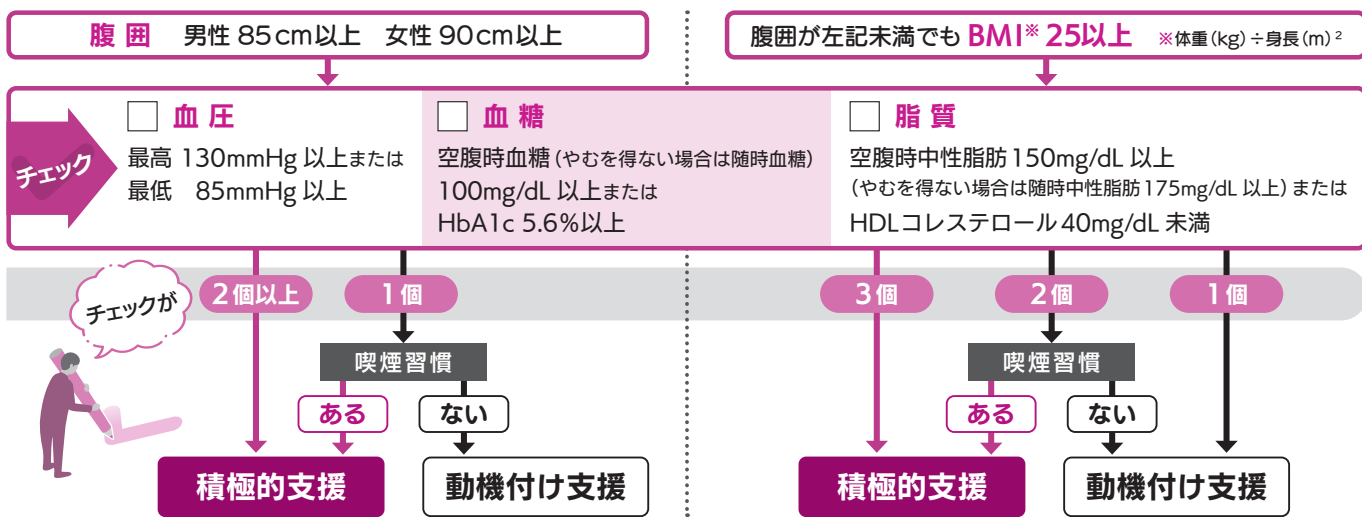 腹囲 男性 85cm以上 女性 90cm以上
腹囲が左記未満でも BMI※ 25以上 ※体重(kg)÷身長(m)²
チェック
□ 血圧
最高 130mmHg 以上または
最低 85mmHg 以上
□ 血糖
空腹時血糖(やむを得ない場合は随時血糖)
100mg/dL 以上または
HbA1c 5.6%以上
□ 脂質
空腹時中性脂肪 150mg/dL 以上
(やむを得ない場合は随時中性脂肪 175mg/dL 以上)または
HDLコレステロール 40mg/dL 未満
チェックが
2個以上
1個
喫煙習慣
ある
ない
積極的支援
動機付け支援
3個
2個
1個
喫煙習慣
ある
ない
積極的支援
動機付け支援